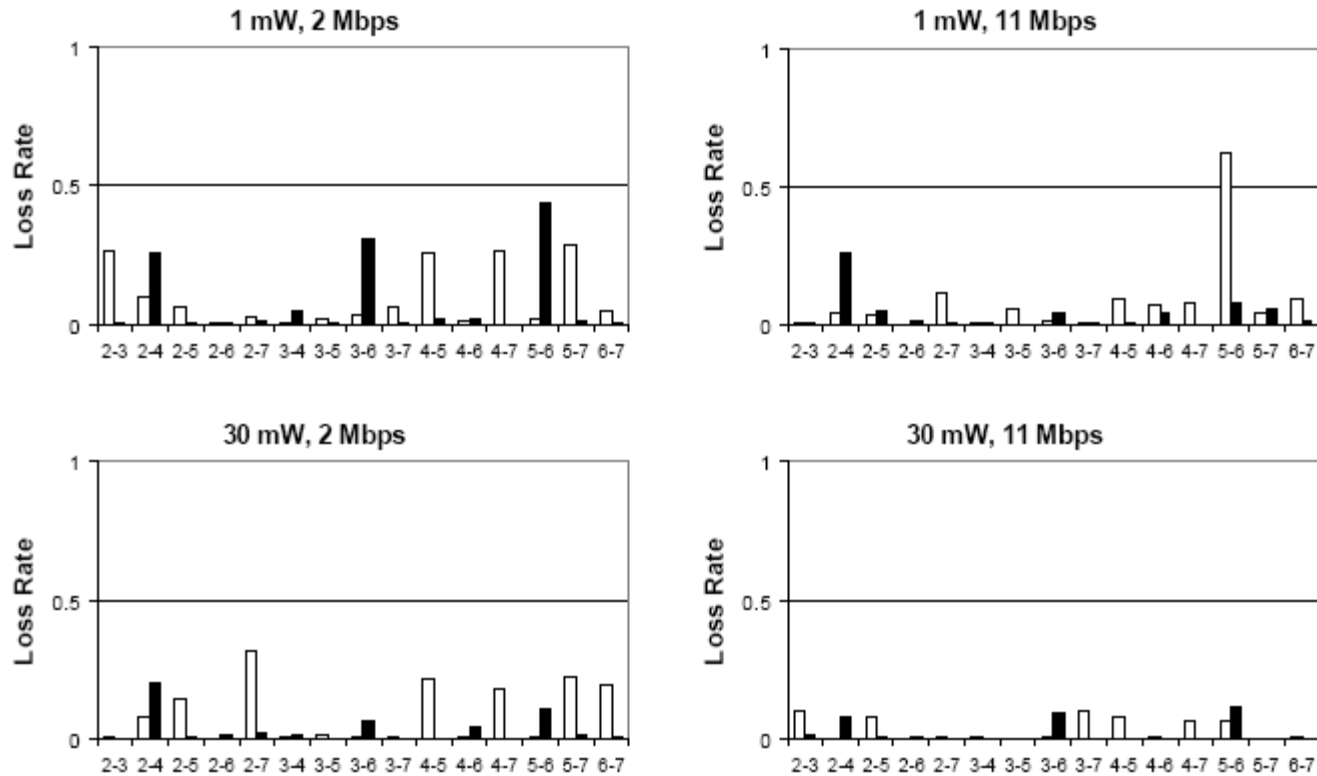 1 mW, 2 Mbps
1
0.5
0
Loss Rate
2-3 2-4 2-5 2-6 2-7 3-4 3-5 3-6 3-7 4-5 4-6 4-7 5-6 5-7 6-7
1 mW, 11 Mbps
1
0.5
0
Loss Rate
2-3 2-4 2-5 2-6 2-7 3-4 3-5 3-6 3-7 4-5 4-6 4-7 5-6 5-7 6-7
30 mW, 2 Mbps
1
0.5
0
Loss Rate
2-3 2-4 2-5 2-6 2-7 3-4 3-5 3-6 3-7 4-5 4-6 4-7 5-6 5-7 6-7
30 mW, 11 Mbps
1
0.5
0
Loss Rate
2-3 2-4 2-5 2-6 2-7 3-4 3-5 3-6 3-7 4-5 4-6 4-7 5-6 5-7 6-7